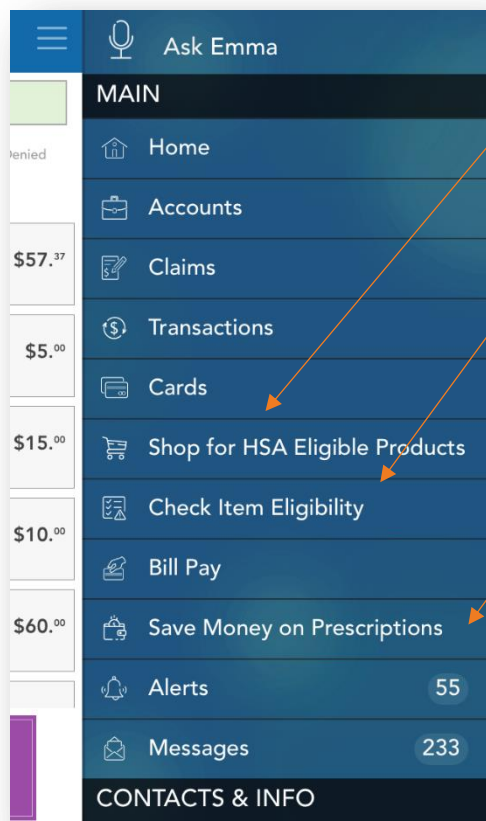 Ask Emma
MAIN
Home
enied
Accounts
$57.37
Claims
Transactions
$5.00
Cards
$15.00
Shop for HSA Eligible Products
Check Item Eligibility
$10.00
Bill Pay
$60.00
Save Money on Prescriptions
Alerts 55
Messages 233
CONTACTS & INFO